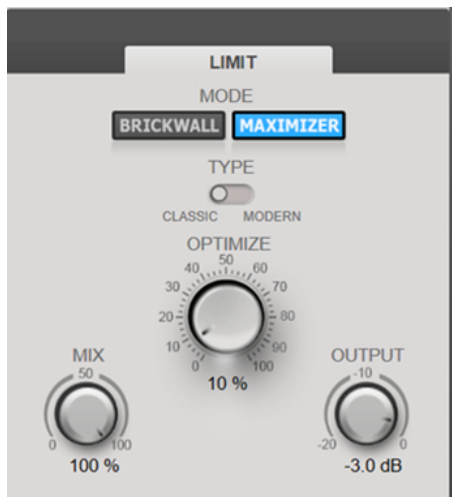 LIMIT
MODE
BRICKWALL MAXIMIZER
TYPE
CLASSIC MODERN
OPTIMIZE
0 10 20 30 40 50 60 70 80 90 100
10 %
MIX
0 50 100
100 %
OUTPUT
-20 -10 0
-3.0 dB